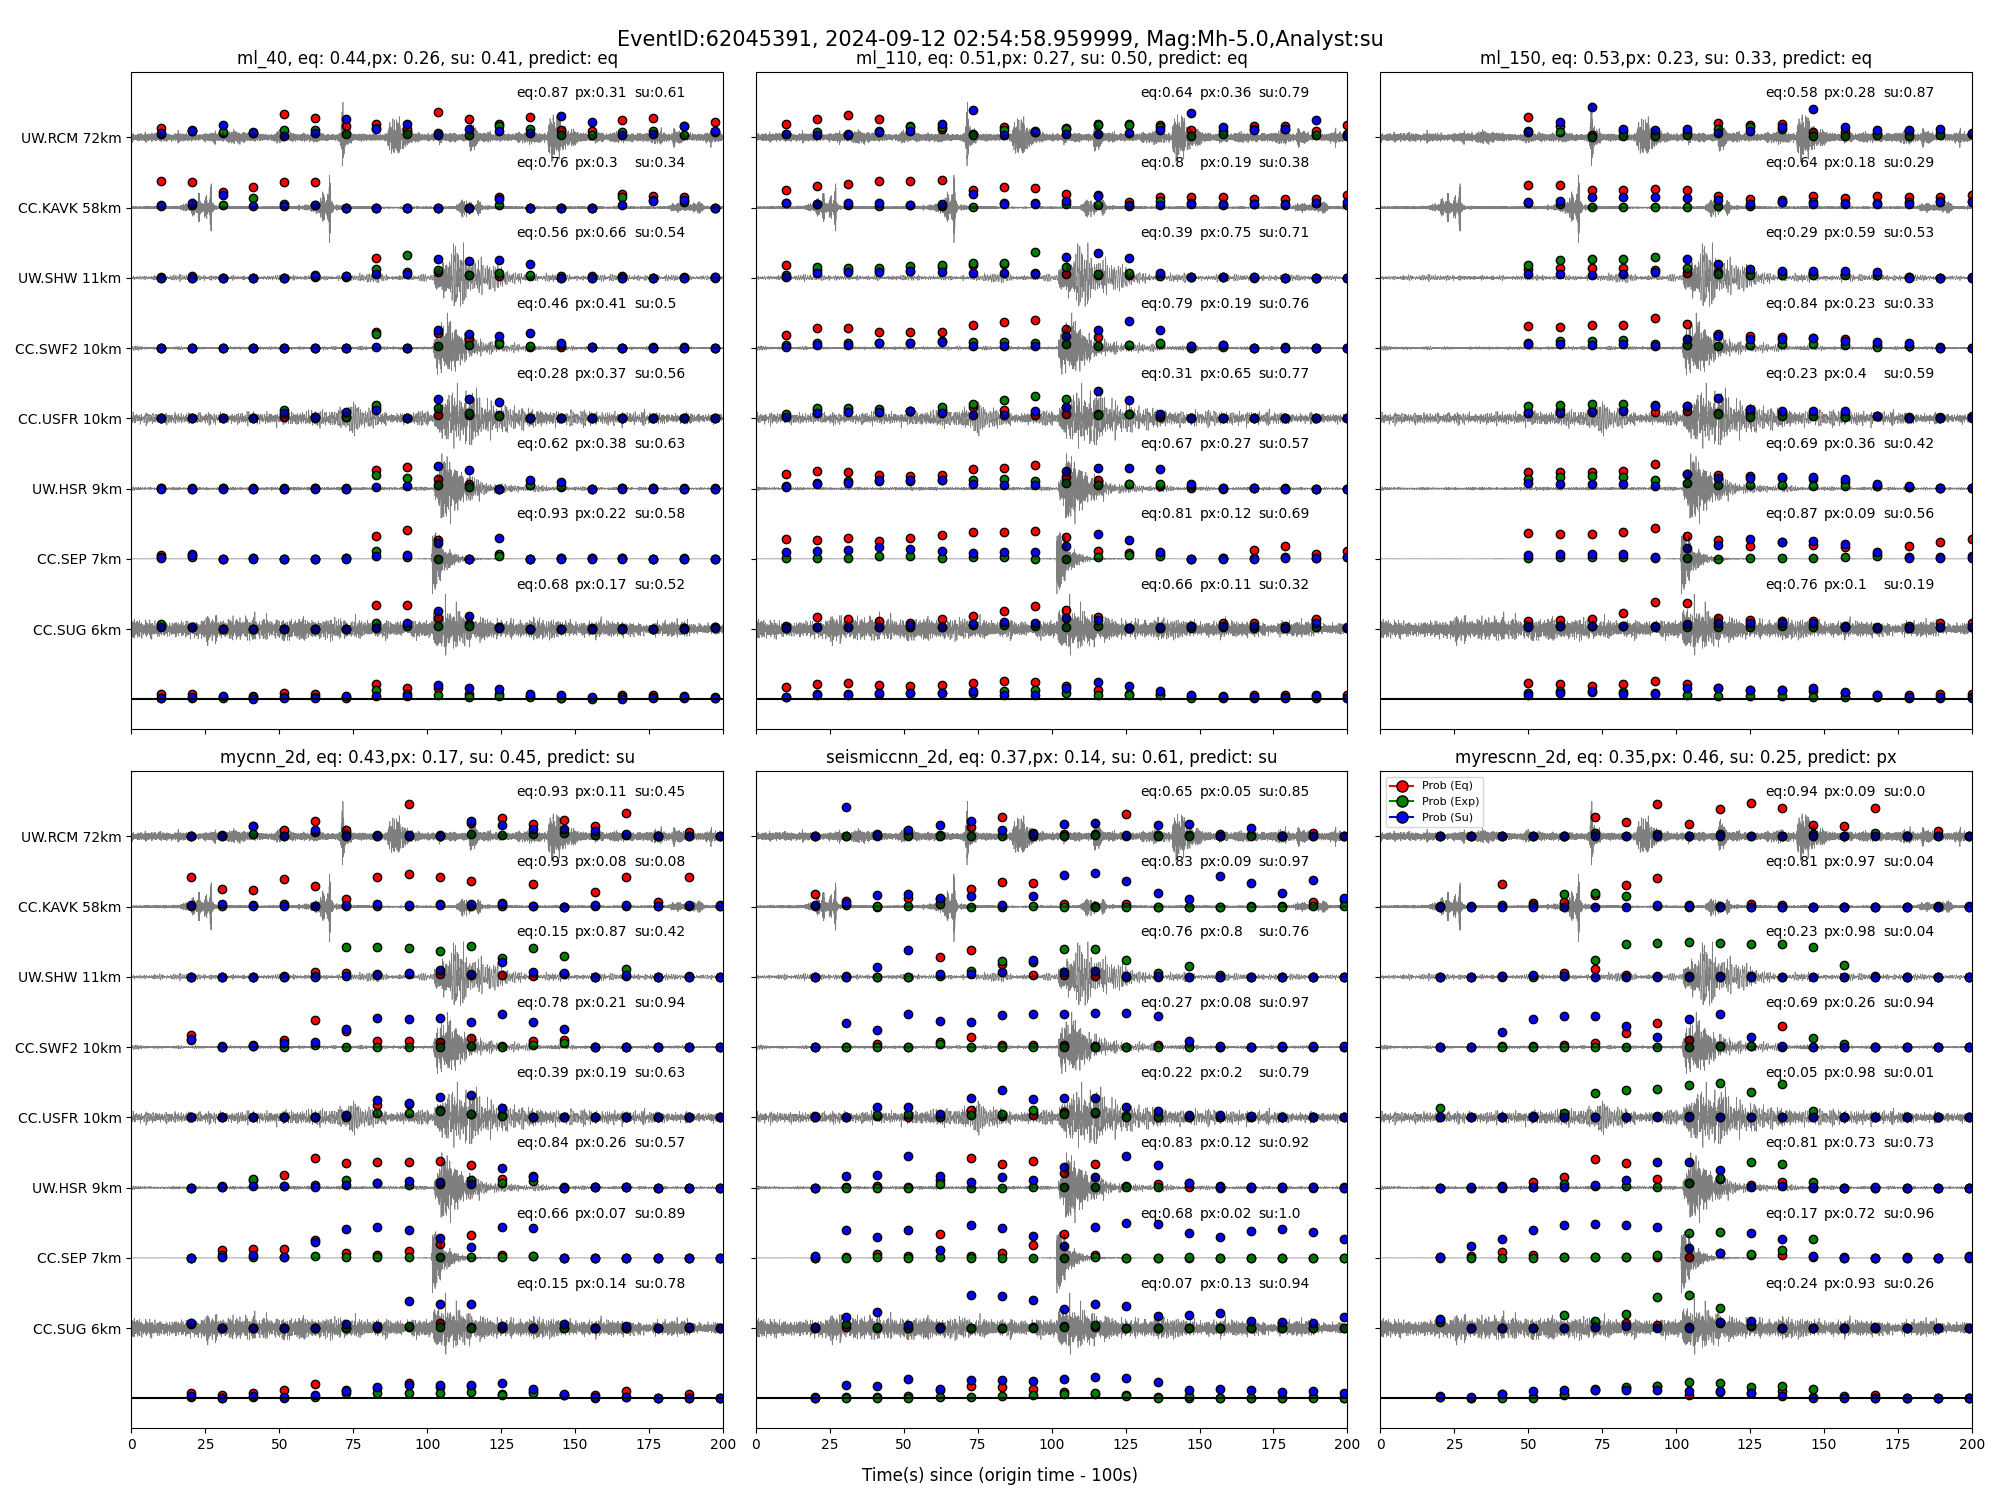 EventID:62045391, 2024-09-12 02:54:58.959999, Mag:Mh-5.0,Analyst:su
ml_40, eq: 0.44,px: 0.26, su: 0.41, predict: eq
eq:0.87 px:0.31 su:0.61
UW.RCM 72km
eq:0.76 px:0.3 su:0.34
CC.KAVK 58km
eq:0.56 px:0.66 su:0.54
UW.SHW 11km
eq:0.46 px:0.41 su:0.5
CC.SWF2 10km
eq:0.28 px:0.37 su:0.56
CC.USFR 10km
eq:0.62 px:0.38 su:0.63
UW.HSR 9km
eq:0.93 px:0.22 su:0.58
CC.SEP 7km
eq:0.68 px:0.17 su:0.52
CC.SUG 6km
ml_110, eq: 0.51,px: 0.27, su: 0.50, predict: eq
eq:0.64 px:0.36 su:0.79
eq:0.8 px:0.19 su:0.38
eq:0.39 px:0.75 su:0.71
eq:0.79 px:0.19 su:0.76
eq:0.31 px:0.65 su:0.77
eq:0.67 px:0.27 su:0.57
eq:0.81 px:0.12 su:0.69
eq:0.66 px:0.11 su:0.32
ml_150, eq: 0.53,px: 0.23, su: 0.33, predict: eq
eq:0.58 px:0.28 su:0.87
eq:0.64 px:0.18 su:0.29
eq:0.29 px:0.59 su:0.53
eq:0.84 px:0.23 su:0.33
eq:0.23 px:0.4 su:0.59
eq:0.69 px:0.36 su:0.42
eq:0.87 px:0.09 su:0.56
eq:0.76 px:0.1 su:0.19
mycnn_2d, eq: 0.43,px: 0.17, su: 0.45, predict: su
eq:0.93 px:0.11 su:0.45
UW.RCM 72km
eq:0.93 px:0.08 su:0.08
CC.KAVK 58km
eq:0.15 px:0.87 su:0.42
UW.SHW 11km
eq:0.78 px:0.21 su:0.94
CC.SWF2 10km
eq:0.39 px:0.19 su:0.63
CC.USFR 10km
eq:0.84 px:0.26 su:0.57
UW.HSR 9km
eq:0.66 px:0.07 su:0.89
CC.SEP 7km
eq:0.15 px:0.14 su:0.78
CC.SUG 6km
0 25 50 75 100 125 150 175 200
seismiccnn_2d, eq: 0.37,px: 0.14, su: 0.61, predict: su
eq:0.65 px:0.05 su:0.85
eq:0.83 px:0.09 su:0.97
eq:0.76 px:0.8 su:0.76
eq:0.27 px:0.08 su:0.97
eq:0.22 px:0.2 su:0.79
eq:0.83 px:0.12 su:0.92
eq:0.68 px:0.02 su:1.0
eq:0.07 px:0.13 su:0.94
0 25 50 75 100 125 150 175 200
myrescnn_2d, eq: 0.35,px: 0.46, su: 0.25, predict: px
Prob (Eq)
Prob (Exp)
Prob (Su)
eq:0.94 px:0.09 su:0.0
eq:0.81 px:0.97 su:0.04
eq:0.23 px:0.98 su:0.04
eq:0.69 px:0.26 su:0.94
eq:0.05 px:0.98 su:0.01
eq:0.81 px:0.73 su:0.73
eq:0.17 px:0.72 su:0.96
eq:0.24 px:0.93 su:0.26
0 25 50 75 100 125 150 175 200
Time(s) since (origin time - 100s)